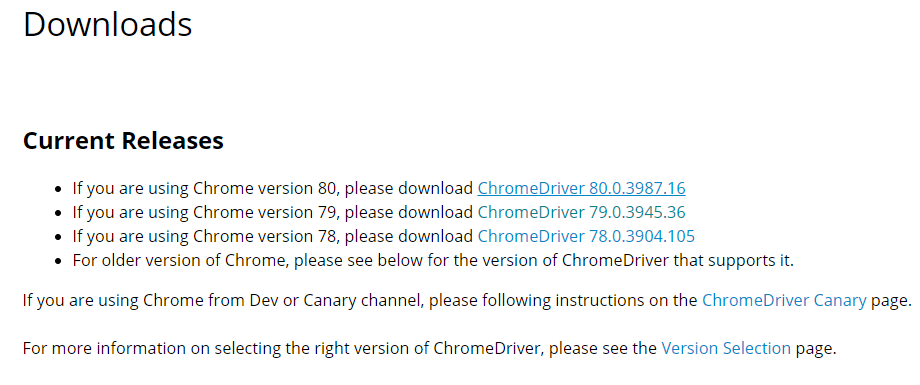 Downloads
Current Releases
• If you are using Chrome version 80, please download ChromeDriver 80.0.3987.16
• If you are using Chrome version 79, please download ChromeDriver 79.0.3945.36
• If you are using Chrome version 78, please download ChromeDriver 78.0.3904.105
• For older version of Chrome, please see below for the version of ChromeDriver that supports it.
If you are using Chrome from Dev or Canary channel, please following instructions on the ChromeDriver Canary page.
For more information on selecting the right version of ChromeDriver, please see the Version Selection page.